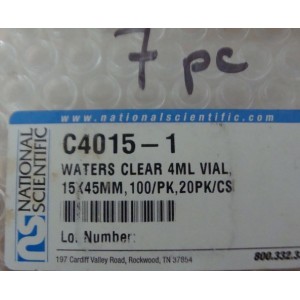 7 pc
www.nationalscientific.com
NATIONAL
SCIENTIFIC
C4015-1
WATERS CLEAR 4ML VIAL,
15X45MM,100/PK,20PK/CS
Lot Number:
197 Cardiff Valley Road, Rockwood, TN 37854
800.332.33